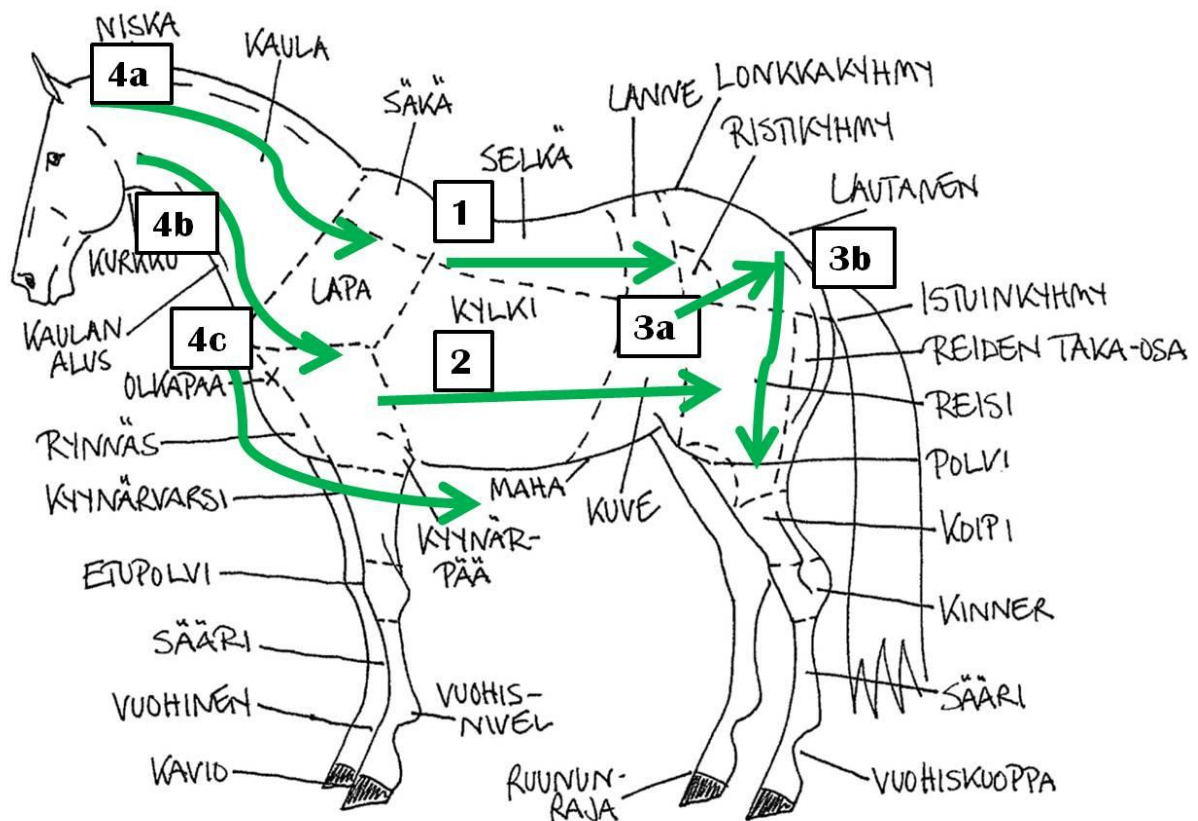 NISKA
4a
KAULA
SÄKÄ
LANNE
LONKKAKYHMY
RISTIKYHMY
SELKÄ
LAUTANEN
1
4b
3b
KURKKU
LAPA
KYLKI
3a
ISTUINKYHMY
KAULAN
ALUS
4c
2
REIDEN TAKA-OSA
OLKAPÄÄ
REISI
RYNNÄS
POLVI
KYYNÄRVARSI
MAHA
KUVE
KOIPI
KYYNÄR-
PÄÄ
ETUPOLVI
KINNER
SÄÄRI
SÄÄRI
VUOHINEN
VUOHIS-
NIVEL
KAVIO
RUUNUN-
RAJA
VUOHISKUOPPA